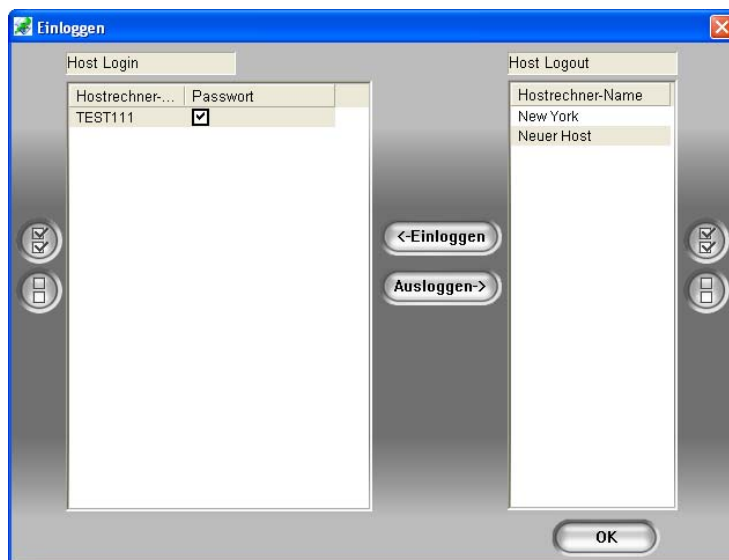 Einloggen
Host Login
Host Logout
Hostrechner-... Passwort
TEST111
Hostrechner-Name
New York
Neuer Host
<-Einloggen
Ausloggen->
OK